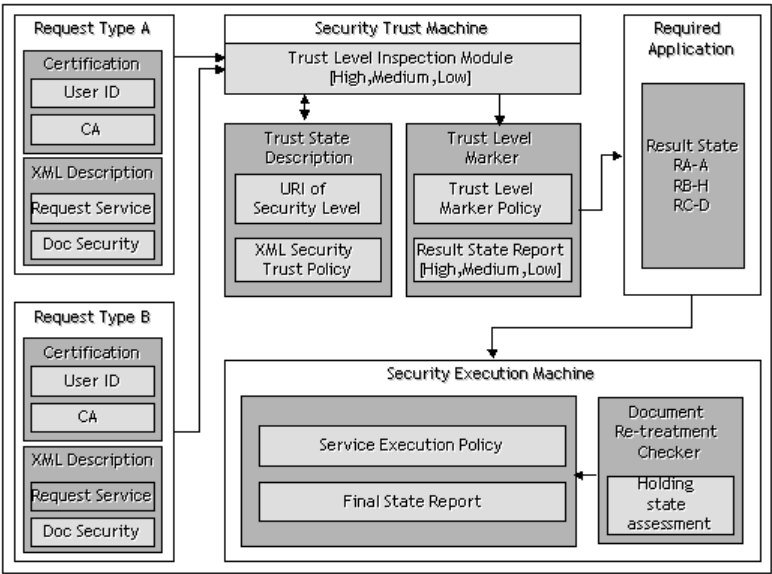 Request Type A
Certification
User ID
CA
XML Description
Request Service
Doc Security
Request Type B
Certification
User ID
CA
XML Description
Request Service
Doc Security
Security Trust Machine
Trust Level Inspection Module
[High,Medium,Low]
Trust State
Description
URI of
Security Level
XML Security
Trust Policy
Trust Level
Marker
Trust Level
Marker Policy
Result State Report
[High,Medium,Low]
Required
Application
Result State
RA-A
RB-H
RC-D
Security Execution Machine
Service Execution Policy
Final State Report
Document
Re-treatment
Checker
Holding
state
assessment